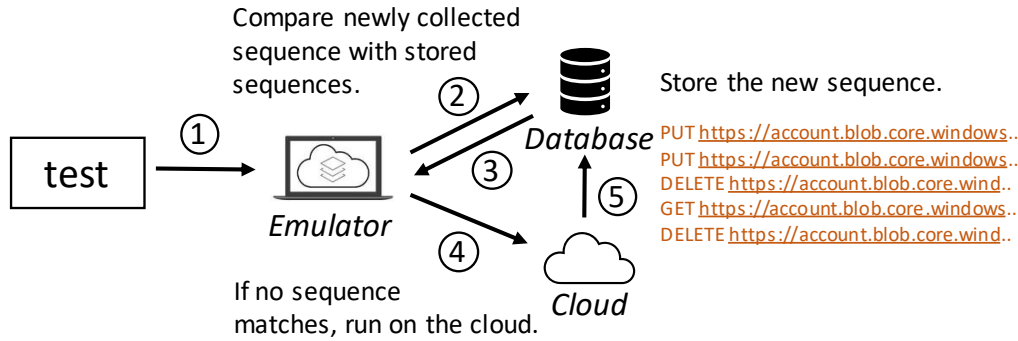 Compare newly collected
sequence with stored
sequences.
Store the new sequence.
①
②
③
④
⑤
test
Emulator
Database
Cloud
PUT https://account.blob.core.windows..
PUT https://account.blob.core.windows..
DELETE https://account.blob.core.wind..
GET https://account.blob.core.windows..
DELETE https://account.blob.core.wind..
If no sequence
matches, run on the cloud.